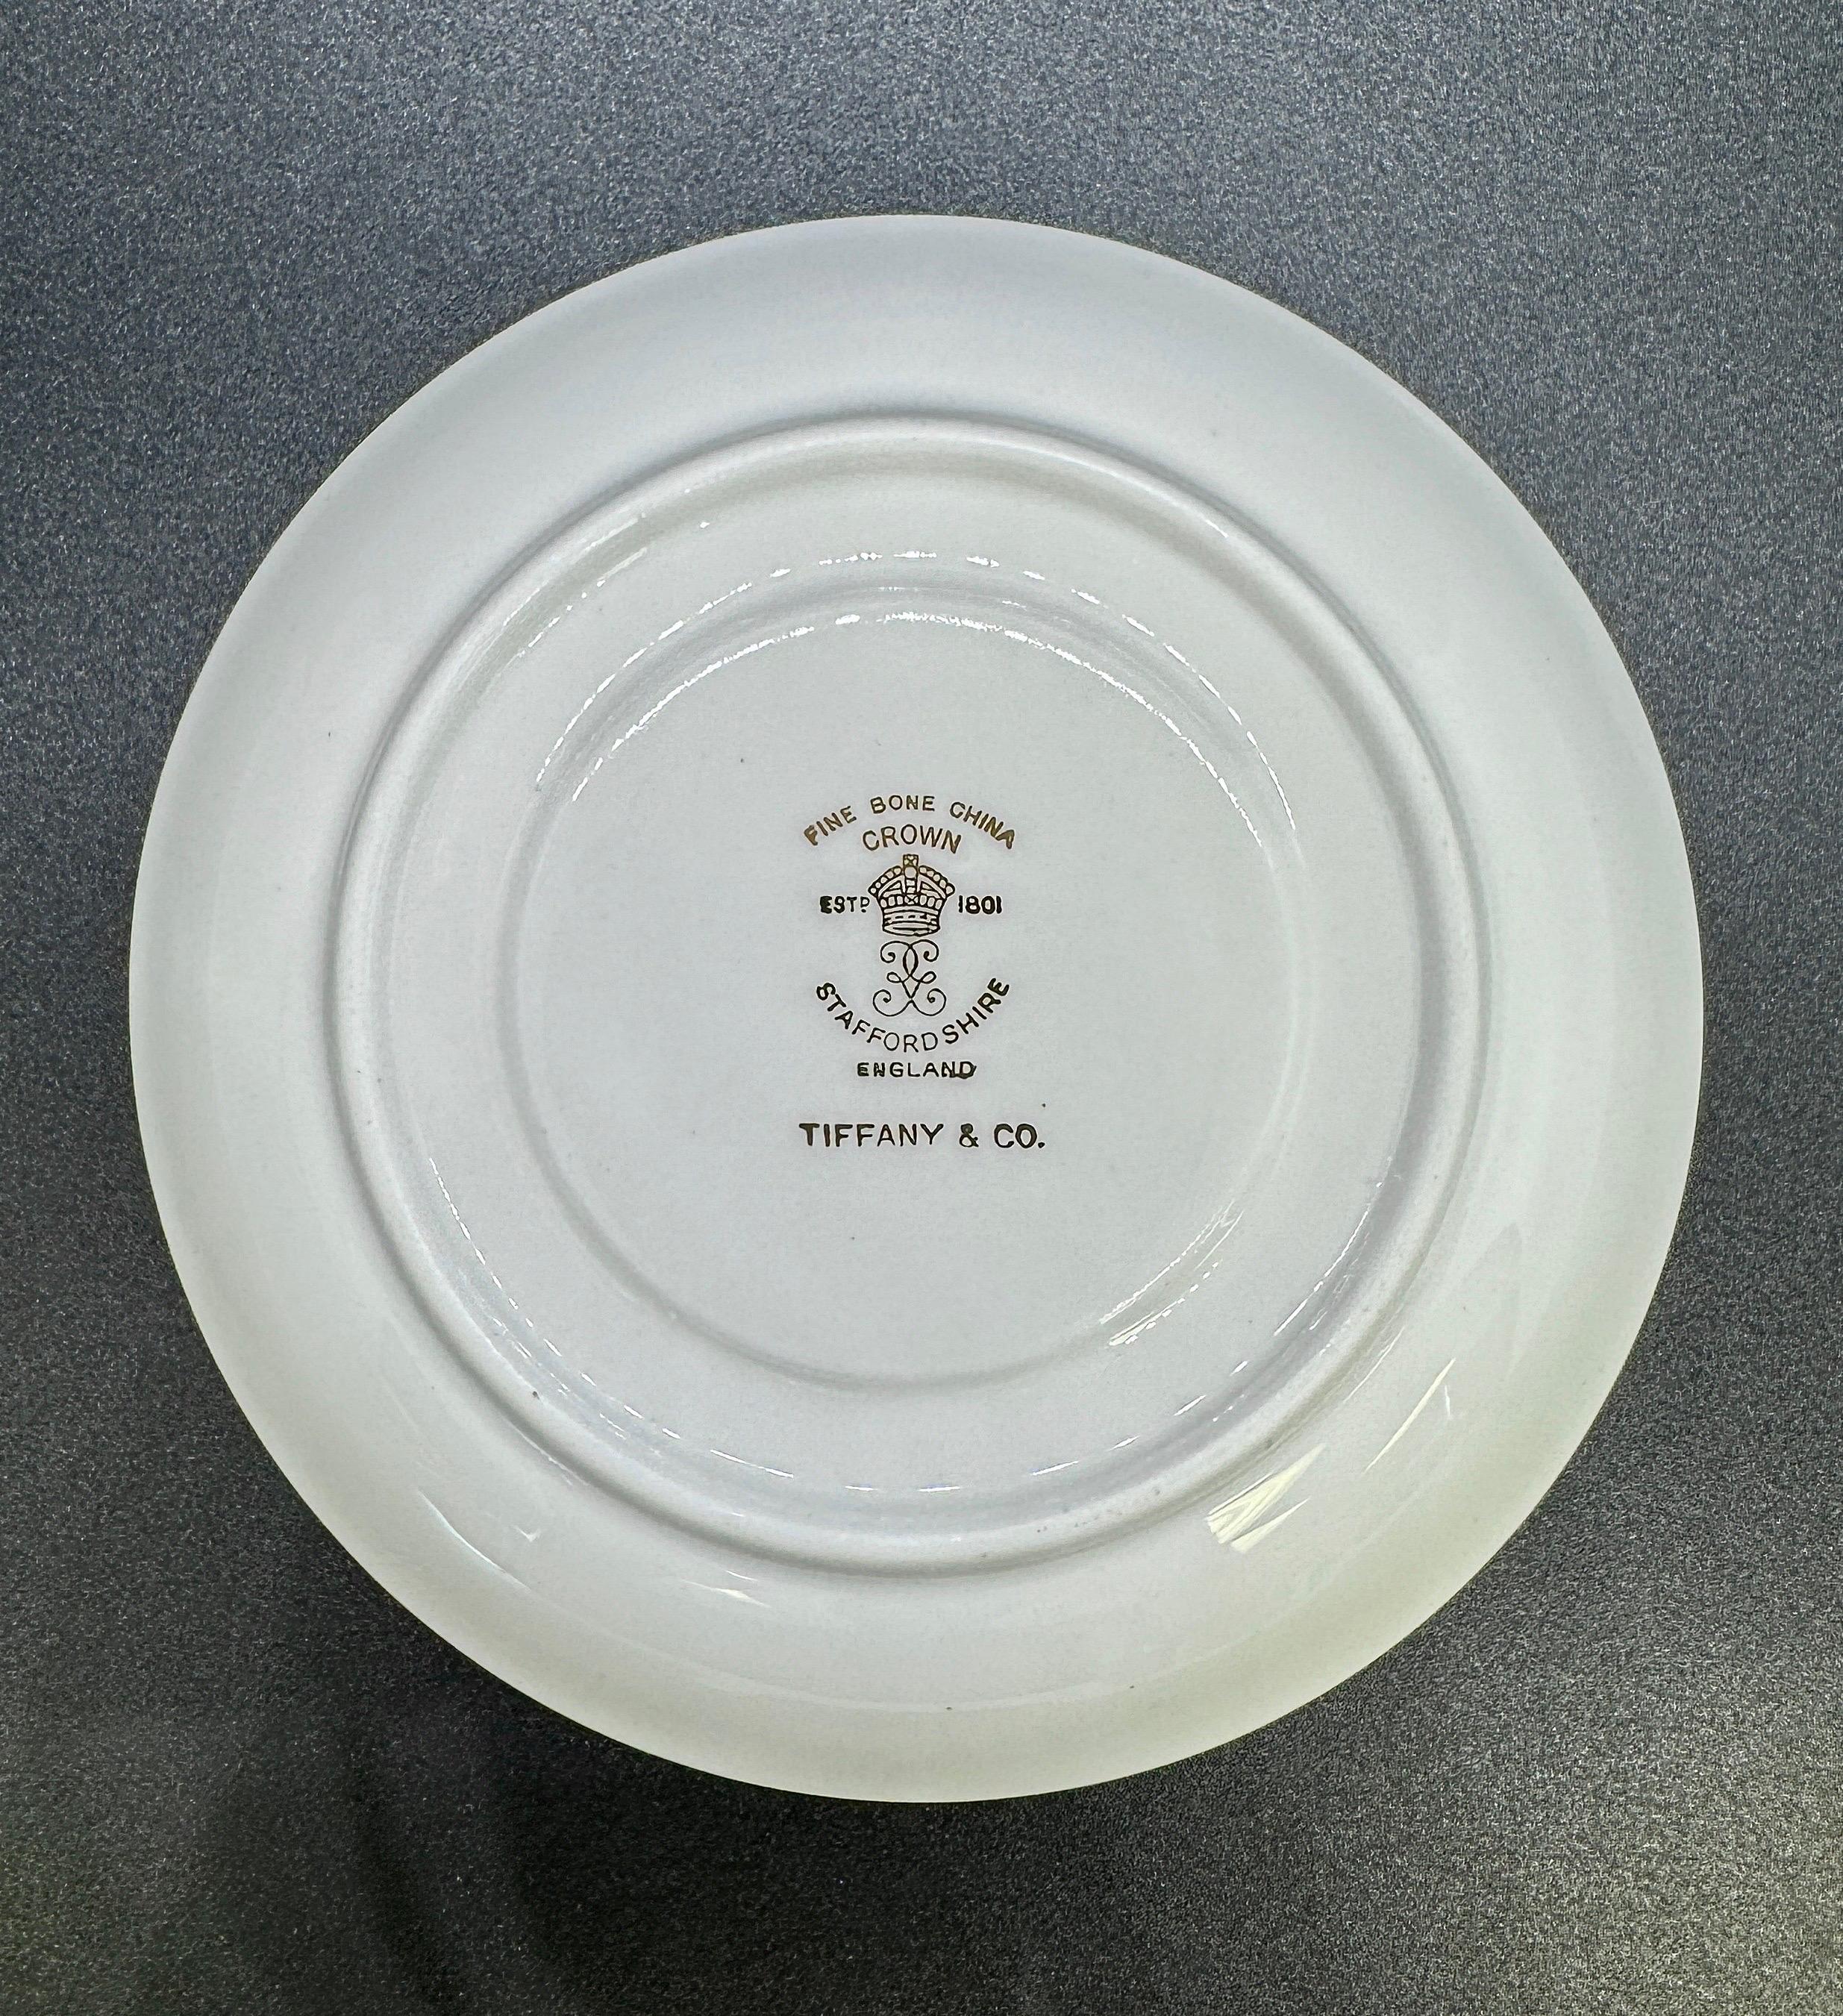 FINE BONE CHINA
CROWN
ESTD 1801
STAFFORDSHIRE
ENGLAND
TIFFANY & CO.